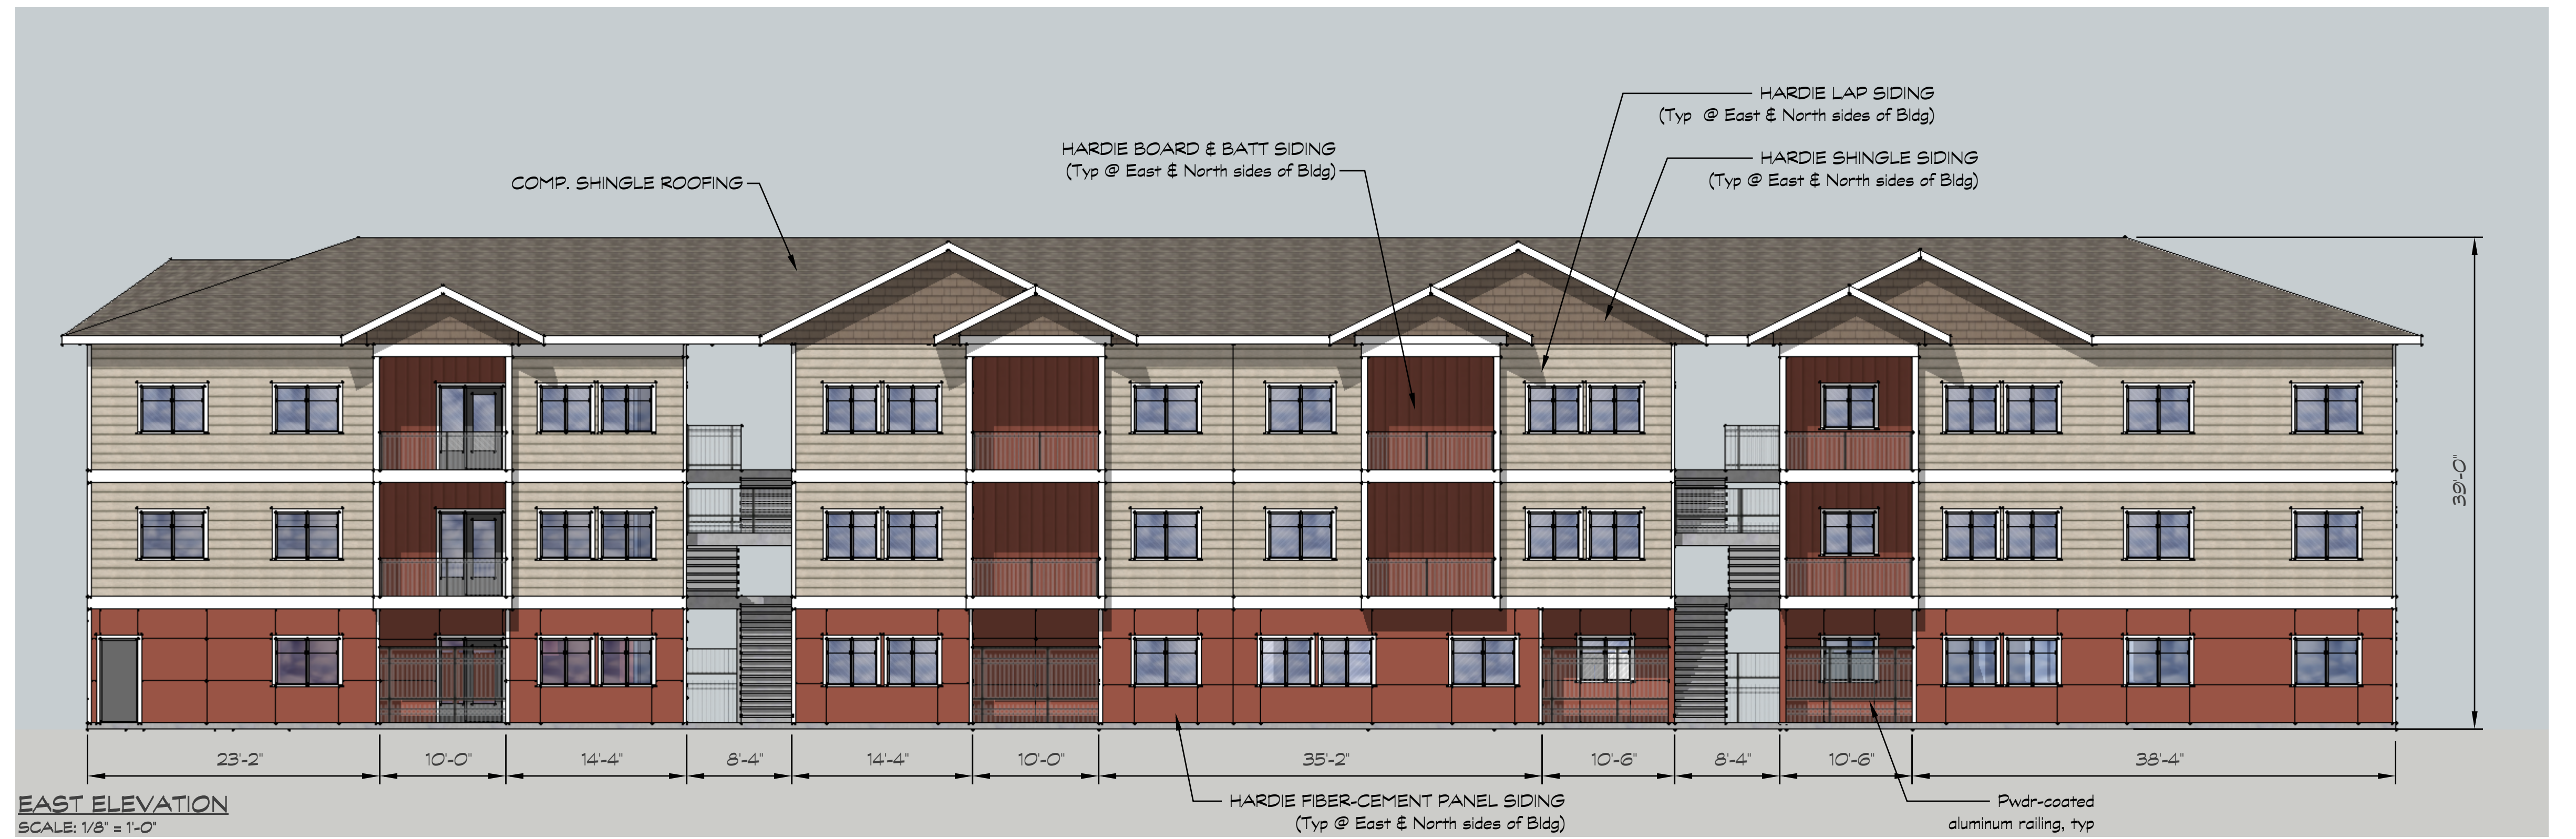 HARDIE LAP SIDING
(Typ @ East & North sides of Bldg)
HARDIE BOARD & BATT SIDING
(Typ @ East & North sides of Bldg)
HARDIE SHINGLE SIDING
(Typ @ East & North sides of Bldg)
COMP. SHINGLE ROOFING
39'-0"
23'-2" 10'-0" 14'-4" 8'-4" 14'-4" 10'-0" 35'-2" 10'-6" 8'-4" 10'-6" 38'-4"
EAST ELEVATION
SCALE: 1/8" = 1'-0"
HARDIE FIBER-CEMENT PANEL SIDING
(Typ @ East & North sides of Bldg)
Pwdr-coated
aluminum railing, typ